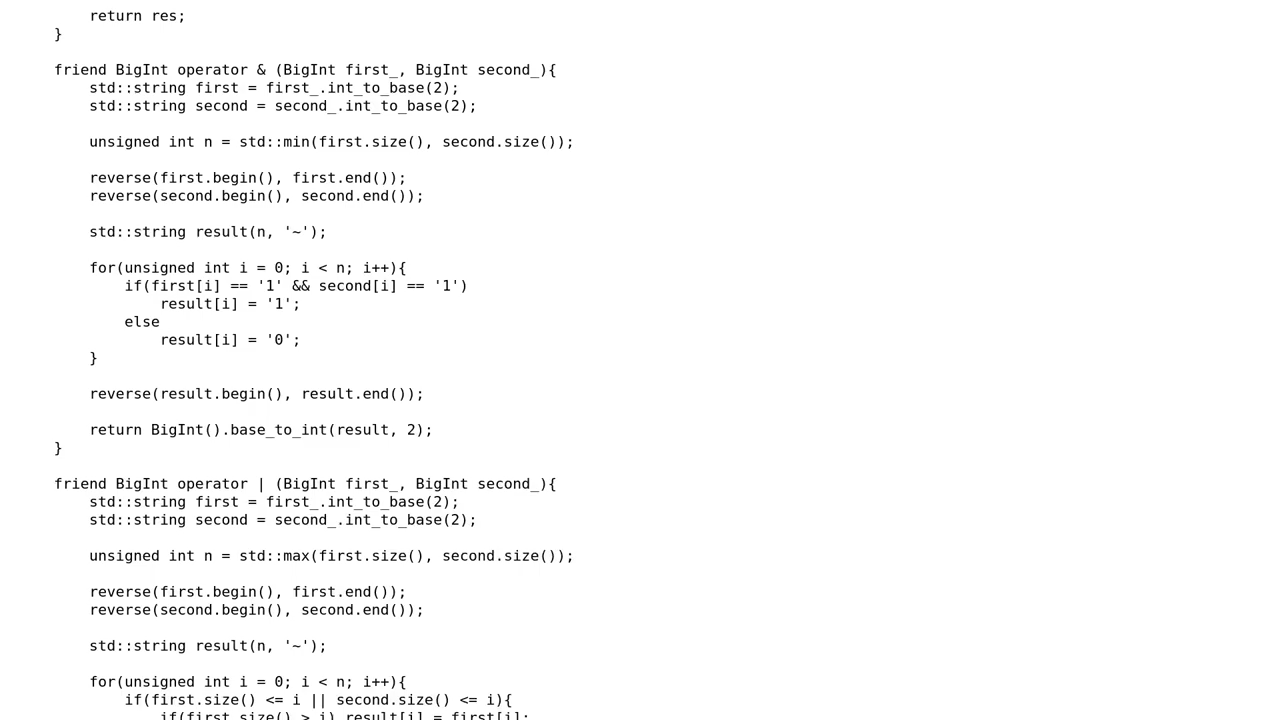 return res;
    }

    friend BigInt operator & (BigInt first_, BigInt second_){
        std::string first = first_.int_to_base(2);
        std::string second = second_.int_to_base(2);

        unsigned int n = std::min(first.size(), second.size());

        reverse(first.begin(), first.end());
        reverse(second.begin(), second.end());

        std::string result(n, '~');

        for(unsigned int i = 0; i < n; i++){
            if(first[i] == '1' && second[i] == '1')
                result[i] = '1';
            else
                result[i] = '0';
        }

        reverse(result.begin(), result.end());

        return BigInt().base_to_int(result, 2);
    }

    friend BigInt operator | (BigInt first_, BigInt second_){
        std::string first = first_.int_to_base(2);
        std::string second = second_.int_to_base(2);

        unsigned int n = std::max(first.size(), second.size());

        reverse(first.begin(), first.end());
        reverse(second.begin(), second.end());

        std::string result(n, '~');

        for(unsigned int i = 0; i < n; i++){
            if(first.size() <= i || second.size() <= i){
                if(first.size() > i) result[i] = first[i];